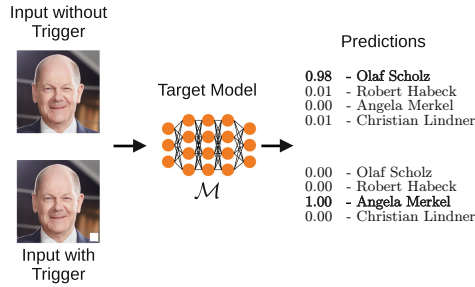 Input without
Trigger
Target Model
M
Predictions
0.98 - Olaf Scholz
0.01 - Robert Habeck
0.00 - Angela Merkel
0.01 - Christian Lindner
0.00 - Olaf Scholz
0.00 - Robert Habeck
1.00 - Angela Merkel
0.00 - Christian Lindner
Input with
Trigger